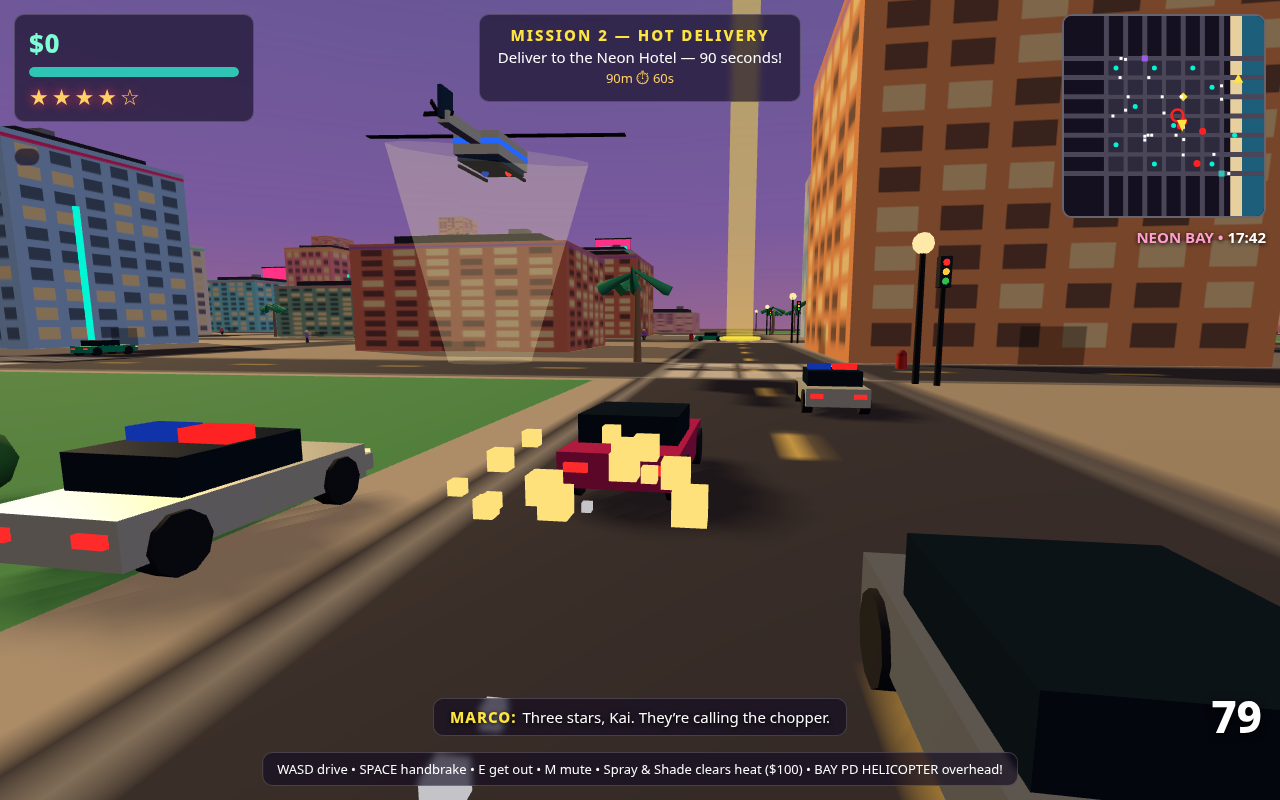 $0
★★★★☆
MISSION 2 — HOT DELIVERY
Deliver to the Neon Hotel — 90 seconds!
90m ⏱ 60s
NEON BAY • 17:42
MARCO: Three stars, Kai. They’re calling the chopper.
79
WASD drive • SPACE handbrake • E get out • M mute • Spray & Shade clears heat ($100) • BAY PD HELICOPTER overhead!